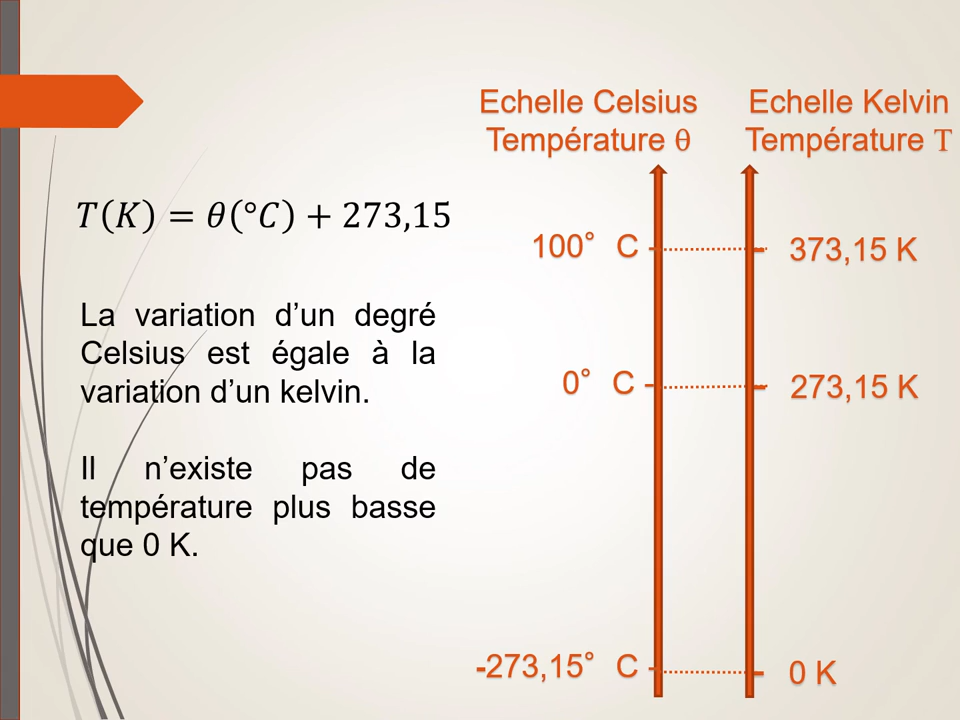 Echelle Celsius
Température θ
Echelle Kelvin
Température T
T(K) = θ(°C) + 273,15
La variation d’un degré
Celsius est égale à la
variation d’un kelvin.
Il n’existe pas de
température plus basse
que 0 K.
100° C
373,15 K
0° C
273,15 K
-273,15° C
0 K